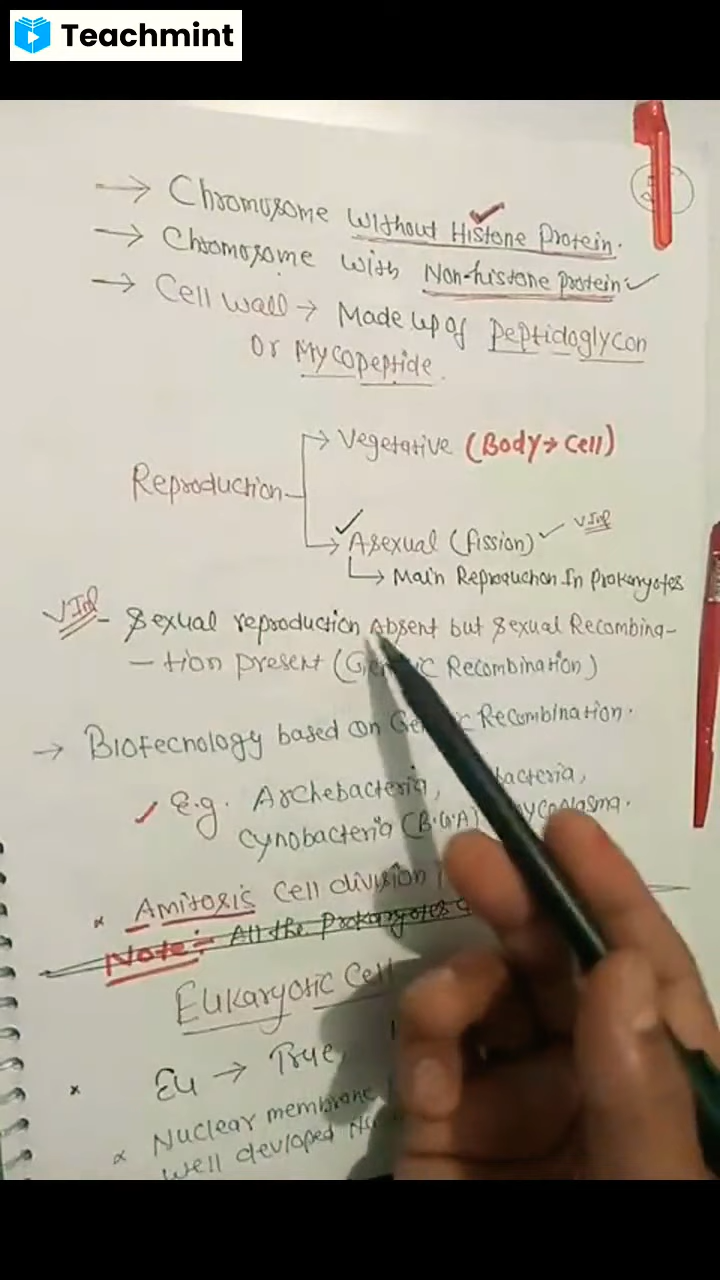 Teachmint
→ Chromosome without Histone Protein.
→ Chromosome with Non-histone protein
→ Cell wall → Made up of Peptidoglycon
or Mycopeptide.
→ Vegetative (Body → Cell)
Reproduction
→ Asexual (fission) V.Imp
→ Main Reproduction In Prokaryotes
V.Imp - Sexual reproduction Absent but Sexual Recombina-
-tion present ( Recombination)
→ Biotecnology based on Recombination.
E.g. Archebacteria, bacteria,
cynobacteria (B.G.A)
* Amitosis Cell division
Note:- All the Prokaryotes
Eukaryotic Cell
× Eu → True,
× Nuclear membrane
well devloped